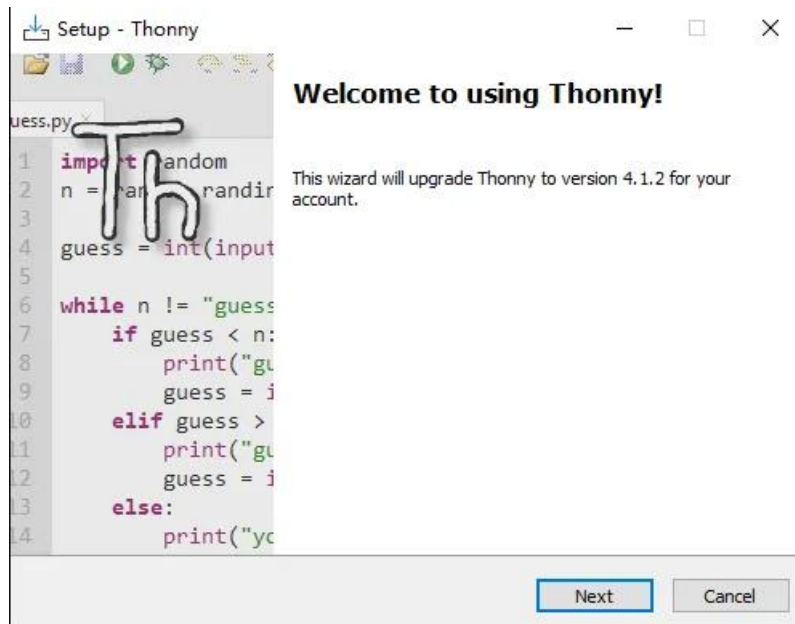 Setup - Thonny
uess.py ×
Th
Welcome to using Thonny!
This wizard will upgrade Thonny to version 4.1.2 for your
account.
1 import random
2 n = ran randin
3
4 guess = int(input
5
6 while n != "guess
7 if guess < n:
8 print("gu
9 guess = i
10 elif guess >
11 print("gu
12 guess = i
13 else:
14 print("yo
Next
Cancel